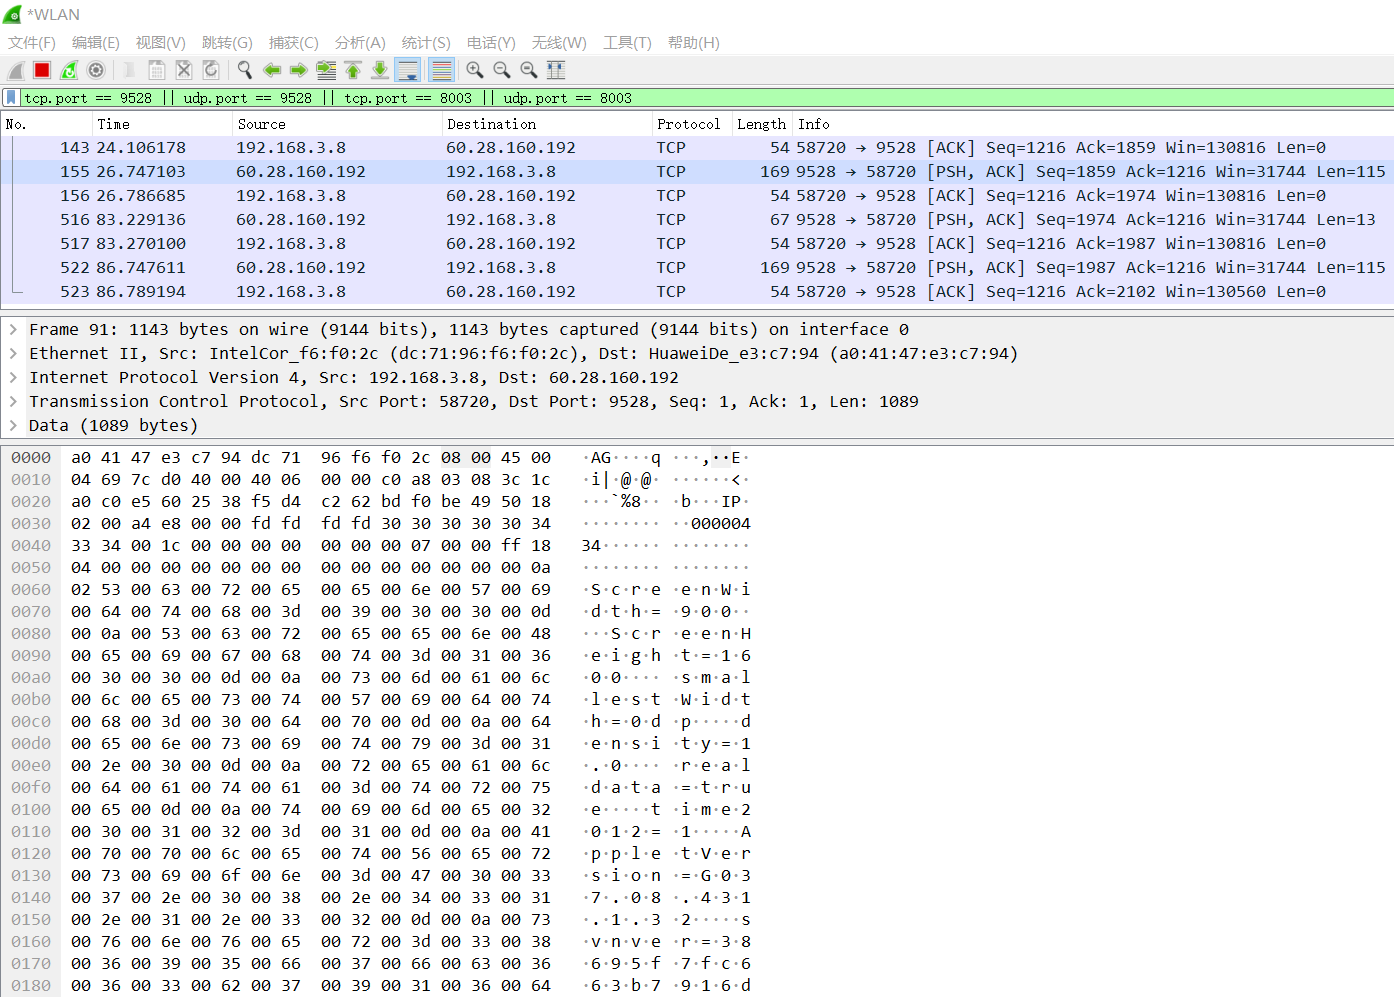 *WLAN
文件(F) 编辑(E) 视图(V) 跳转(G) 捕获(C) 分析(A) 统计(S) 电话(Y) 无线(W) 工具(T) 帮助(H)
tcp.port == 9528 || udp.port == 9528 || tcp.port == 8003 || udp.port == 8003
No. Time Source Destination Protocol Length Info
143 24.106178 192.168.3.8 60.28.160.192 TCP 54 58720 → 9528 [ACK] Seq=1216 Ack=1859 Win=130816 Len=0
155 26.747103 60.28.160.192 192.168.3.8 TCP 169 9528 → 58720 [PSH, ACK] Seq=1859 Ack=1216 Win=31744 Len=115
156 26.786685 192.168.3.8 60.28.160.192 TCP 54 58720 → 9528 [ACK] Seq=1216 Ack=1974 Win=130816 Len=0
516 83.229136 60.28.160.192 192.168.3.8 TCP 67 9528 → 58720 [PSH, ACK] Seq=1974 Ack=1216 Win=31744 Len=13
517 83.270100 192.168.3.8 60.28.160.192 TCP 54 58720 → 9528 [ACK] Seq=1216 Ack=1987 Win=130816 Len=0
522 86.747611 60.28.160.192 192.168.3.8 TCP 169 9528 → 58720 [PSH, ACK] Seq=1987 Ack=1216 Win=31744 Len=115
523 86.789194 192.168.3.8 60.28.160.192 TCP 54 58720 → 9528 [ACK] Seq=1216 Ack=2102 Win=130560 Len=0
Frame 91: 1143 bytes on wire (9144 bits), 1143 bytes captured (9144 bits) on interface 0
Ethernet II, Src: IntelCor_f6:f0:2c (dc:71:96:f6:f0:2c), Dst: HuaweiDe_e3:c7:94 (a0:41:47:e3:c7:94)
Internet Protocol Version 4, Src: 192.168.3.8, Dst: 60.28.160.192
Transmission Control Protocol, Src Port: 58720, Dst Port: 9528, Seq: 1, Ack: 1, Len: 1089
Data (1089 bytes)
0000 a0 41 47 e3 c7 94 dc 71 96 f6 f0 2c 08 00 45 00 ·AG····q ···,··E·
0010 04 69 7c d0 40 00 40 06 00 00 c0 a8 03 08 3c 1c ·i|·@·@· ······<·
0020 a0 c0 e5 60 25 38 f5 d4 c2 62 bd f0 be 49 50 18 ···`%8·· ·b···IP·
0030 02 00 a4 e8 00 00 fd fd fd fd 30 30 30 30 30 34 ········ ··000004
0040 33 34 00 1c 00 00 00 00 00 00 00 07 00 00 ff 18 34······ ········
0050 04 00 00 00 00 00 00 00 00 00 00 00 00 00 00 0a ········ ········
0060 02 53 00 63 00 72 00 65 00 65 00 6e 00 57 00 69 ·S·c·r·e ·e·n·W·i
0070 00 64 00 74 00 68 00 3d 00 39 00 30 00 30 00 0d ·d·t·h·= ·9·0·0··
0080 00 0a 00 53 00 63 00 72 00 65 00 65 00 6e 00 48 ···S·c·r ·e·e·n·H
0090 00 65 00 69 00 67 00 68 00 74 00 3d 00 31 00 36 ·e·i·g·h ·t·=·1·6
00a0 00 30 00 30 00 0d 00 0a 00 73 00 6d 00 61 00 6c ·0·0···· ·s·m·a·l
00b0 00 6c 00 65 00 73 00 74 00 57 00 69 00 64 00 74 ·l·e·s·t ·W·i·d·t
00c0 00 68 00 3d 00 30 00 64 00 70 00 0d 00 0a 00 64 ·h·=·0·d ·p·····d
00d0 00 65 00 6e 00 73 00 69 00 74 00 79 00 3d 00 31 ·e·n·s·i ·t·y·=·1
00e0 00 2e 00 30 00 0d 00 0a 00 72 00 65 00 61 00 6c ·.·0···· ·r·e·a·l
00f0 00 64 00 61 00 74 00 61 00 3d 00 74 00 72 00 75 ·d·a·t·a ·=·t·r·u
0100 00 65 00 0d 00 0a 00 74 00 69 00 6d 00 65 00 32 ·e·····t ·i·m·e·2
0110 00 30 00 31 00 32 00 3d 00 31 00 0d 00 0a 00 41 ·0·1·2·= ·1·····A
0120 00 70 00 70 00 6c 00 65 00 74 00 56 00 65 00 72 ·p·p·l·e ·t·V·e·r
0130 00 73 00 69 00 6f 00 6e 00 3d 00 47 00 30 00 33 ·s·i·o·n ·=·G·0·3
0140 00 37 00 2e 00 30 00 38 00 2e 00 34 00 33 00 31 ·7·.·0·8 ·.·4·3·1
0150 00 2e 00 31 00 2e 00 33 00 32 00 0d 00 0a 00 73 ·.·1·.·3 ·2·····s
0160 00 76 00 6e 00 76 00 65 00 72 00 3d 00 33 00 38 ·v·n·v·e ·r·=·3·8
0170 00 36 00 39 00 35 00 66 00 37 00 66 00 63 00 36 ·6·9·5·f ·7·f·c·6
0180 00 36 00 33 00 62 00 37 00 39 00 31 00 36 00 64 ·6·3·b·7 ·9·1·6·d